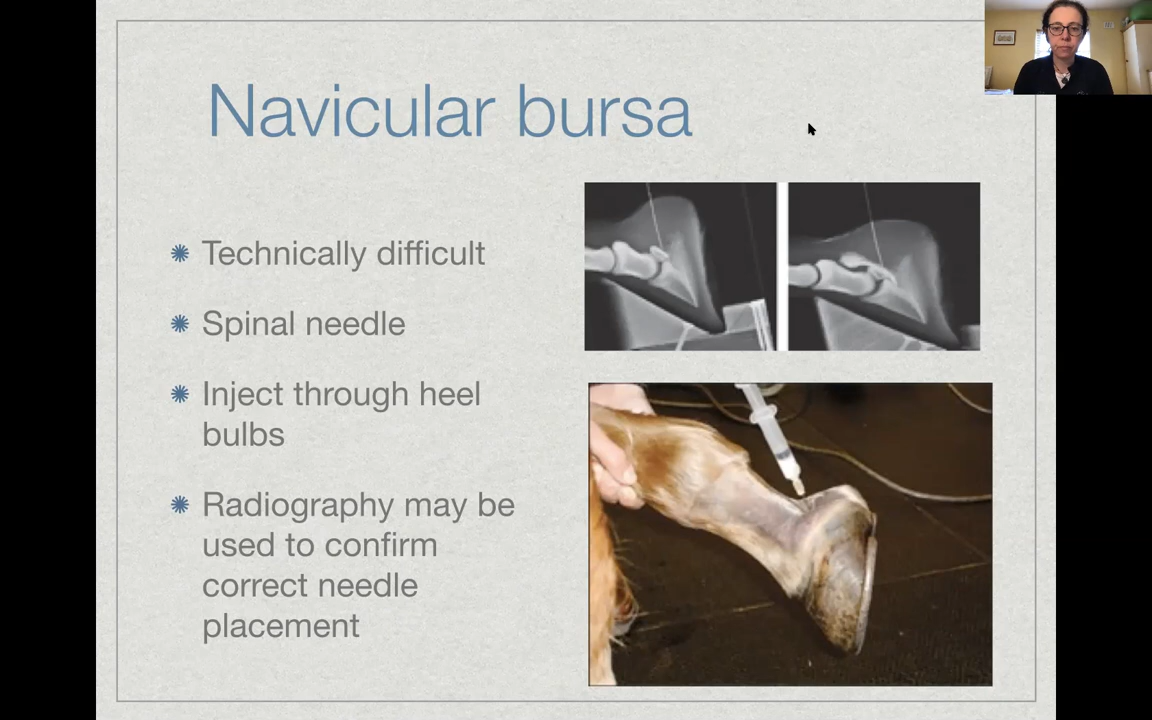 Navicular bursa
Technically difficult
Spinal needle
Inject through heel
bulbs
Radiography may be
used to confirm
correct needle
placement